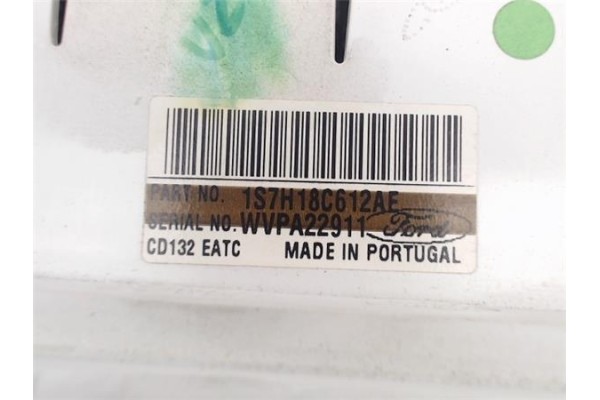 PART NO. 1S7H18C612AE
SERIAL NO. WVPA22911 Ford
CD132 EATC MADE IN PORTUGAL